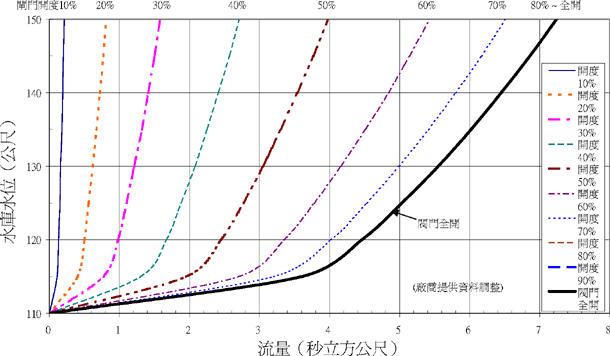 閥門開度10% 20% 30% 40% 50% 60% 70% 80%~全開
150
140
130
120
110
水庫水位（公尺）
0 1 2 3 4 5 6 7 8
流量（秒立方公尺）
閥門全開
(廠商提供資料調整)
開度
10%
開度
20%
開度
30%
開度
40%
開度
50%
開度
60%
開度
70%
開度
80%
開度
90%
閥門
全開